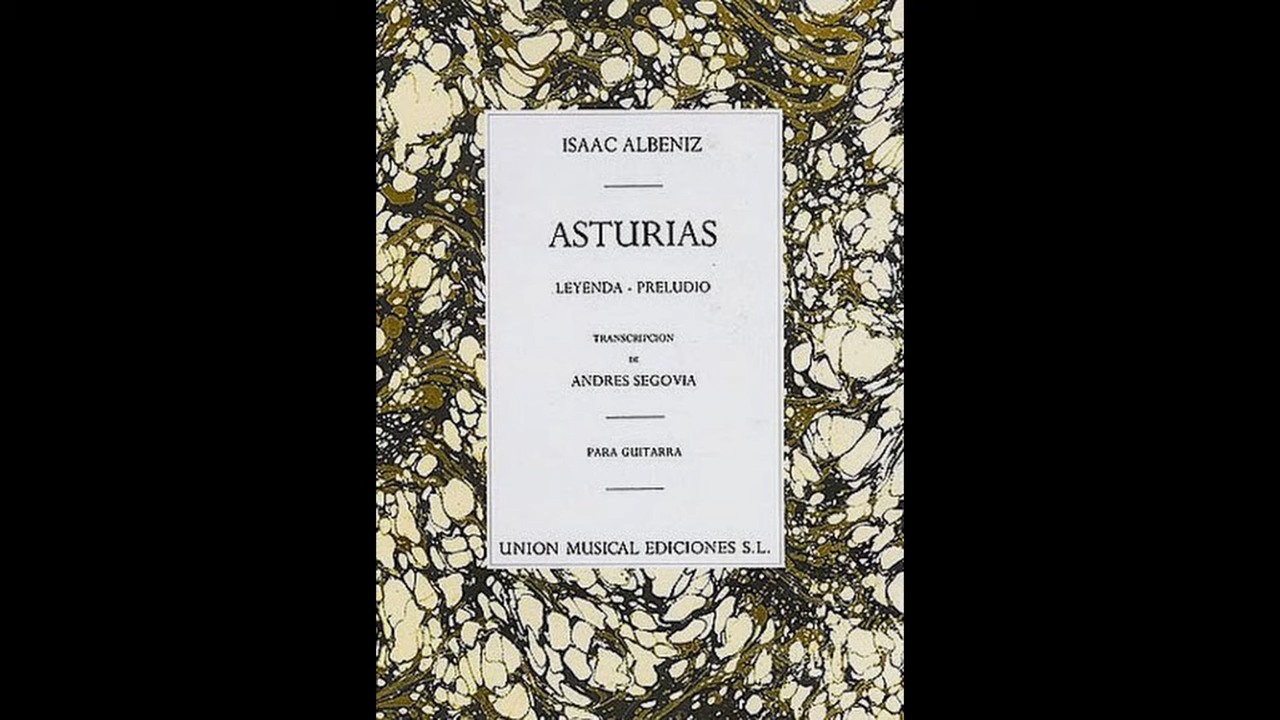 ISAAC ALBENIZ
ASTURIAS
LEYENDA - PRELUDIO
TRANSCRIPCION
DE
ANDRES SEGOVIA
PARA GUITARRA
UNION MUSICAL EDICIONES S.L.